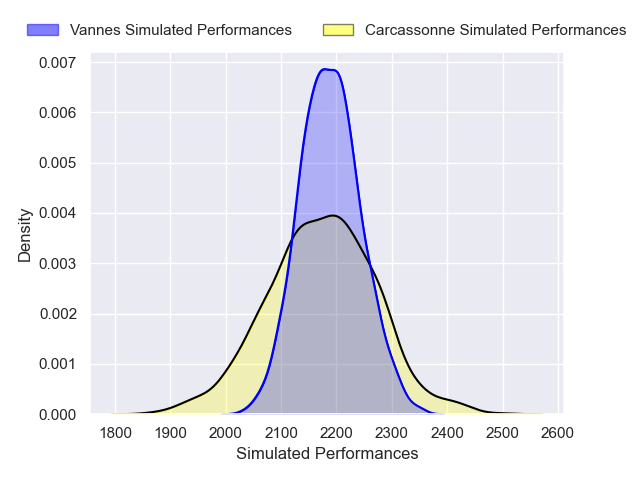 Vannes Simulated Performances Carcassonne Simulated Performances
0.007
0.006
0.005
0.004
0.003
0.002
0.001
0.000
Density
1800 1900 2000 2100 2200 2300 2400 2500 2600
Simulated Performances